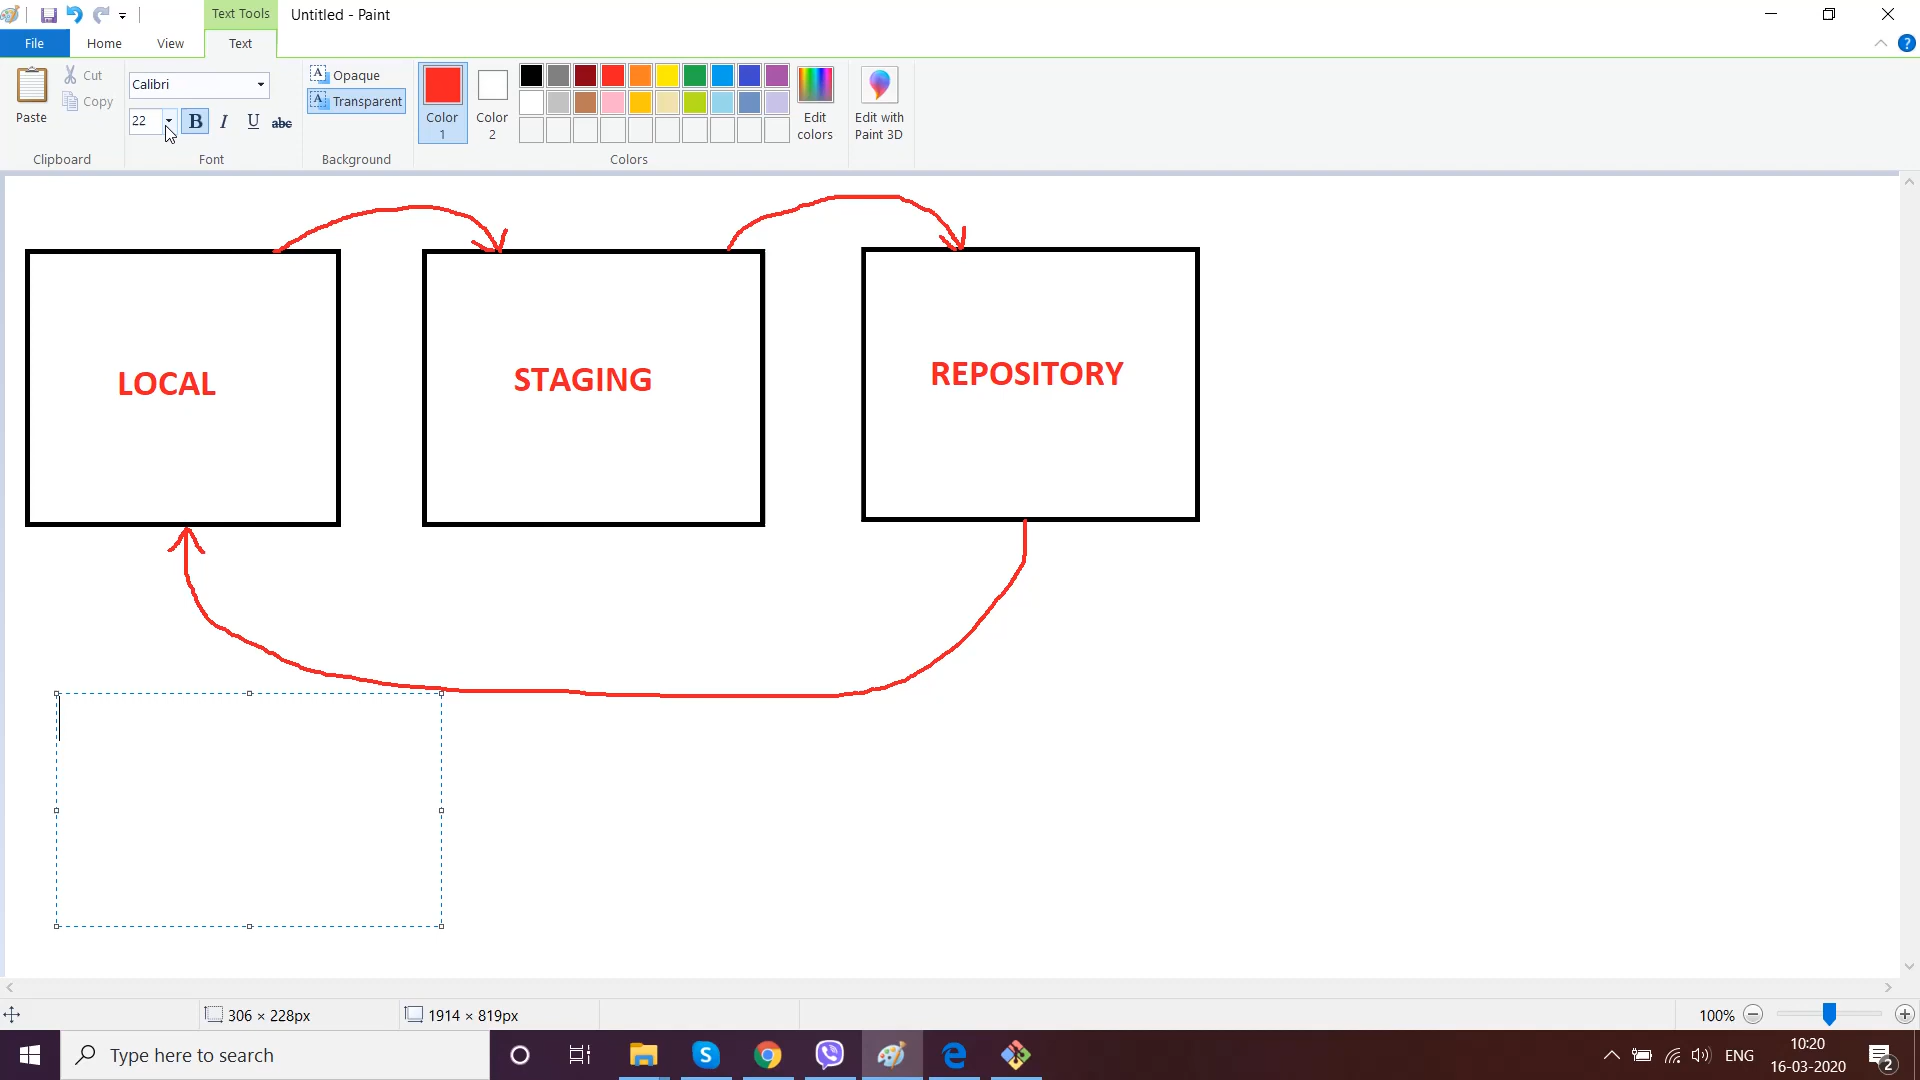 Text Tools
Untitled - Paint
File
Home
View
Text
Paste
Cut
Copy
Clipboard
Calibri
22
B I U abc
Font
Opaque
Transparent
Background
Color 1
Color 2
Edit colors
Colors
Edit with Paint 3D
LOCAL
STAGING
REPOSITORY
306 × 228px
1914 × 819px
100%
Type here to search
ENG
10:20
16-03-2020
2